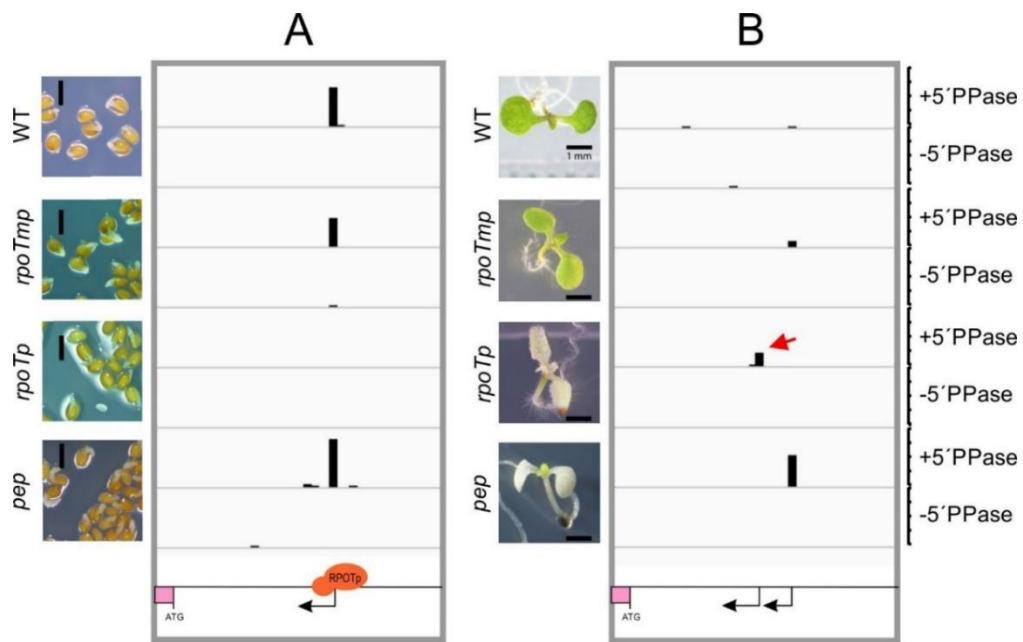 A
B
WT
rpoTmp
rpoTp
pep
RPOTp
ATG
WT
1 mm
rpoTmp
rpoTp
pep
ATG
+5´PPase
-5´PPase
+5´PPase
-5´PPase
+5´PPase
-5´PPase
+5´PPase
-5´PPase